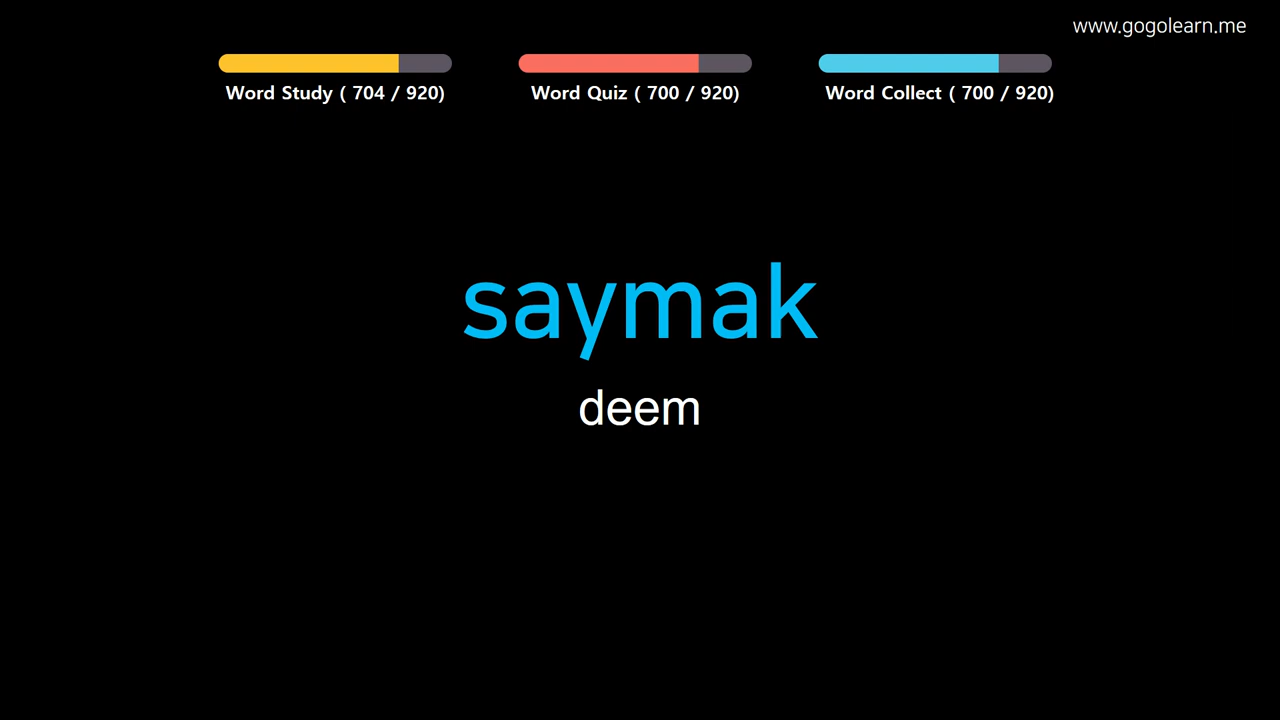 www.gogolearn.me
Word Study ( 704 / 920)
Word Quiz ( 700 / 920)
Word Collect ( 700 / 920)
saymak
deem